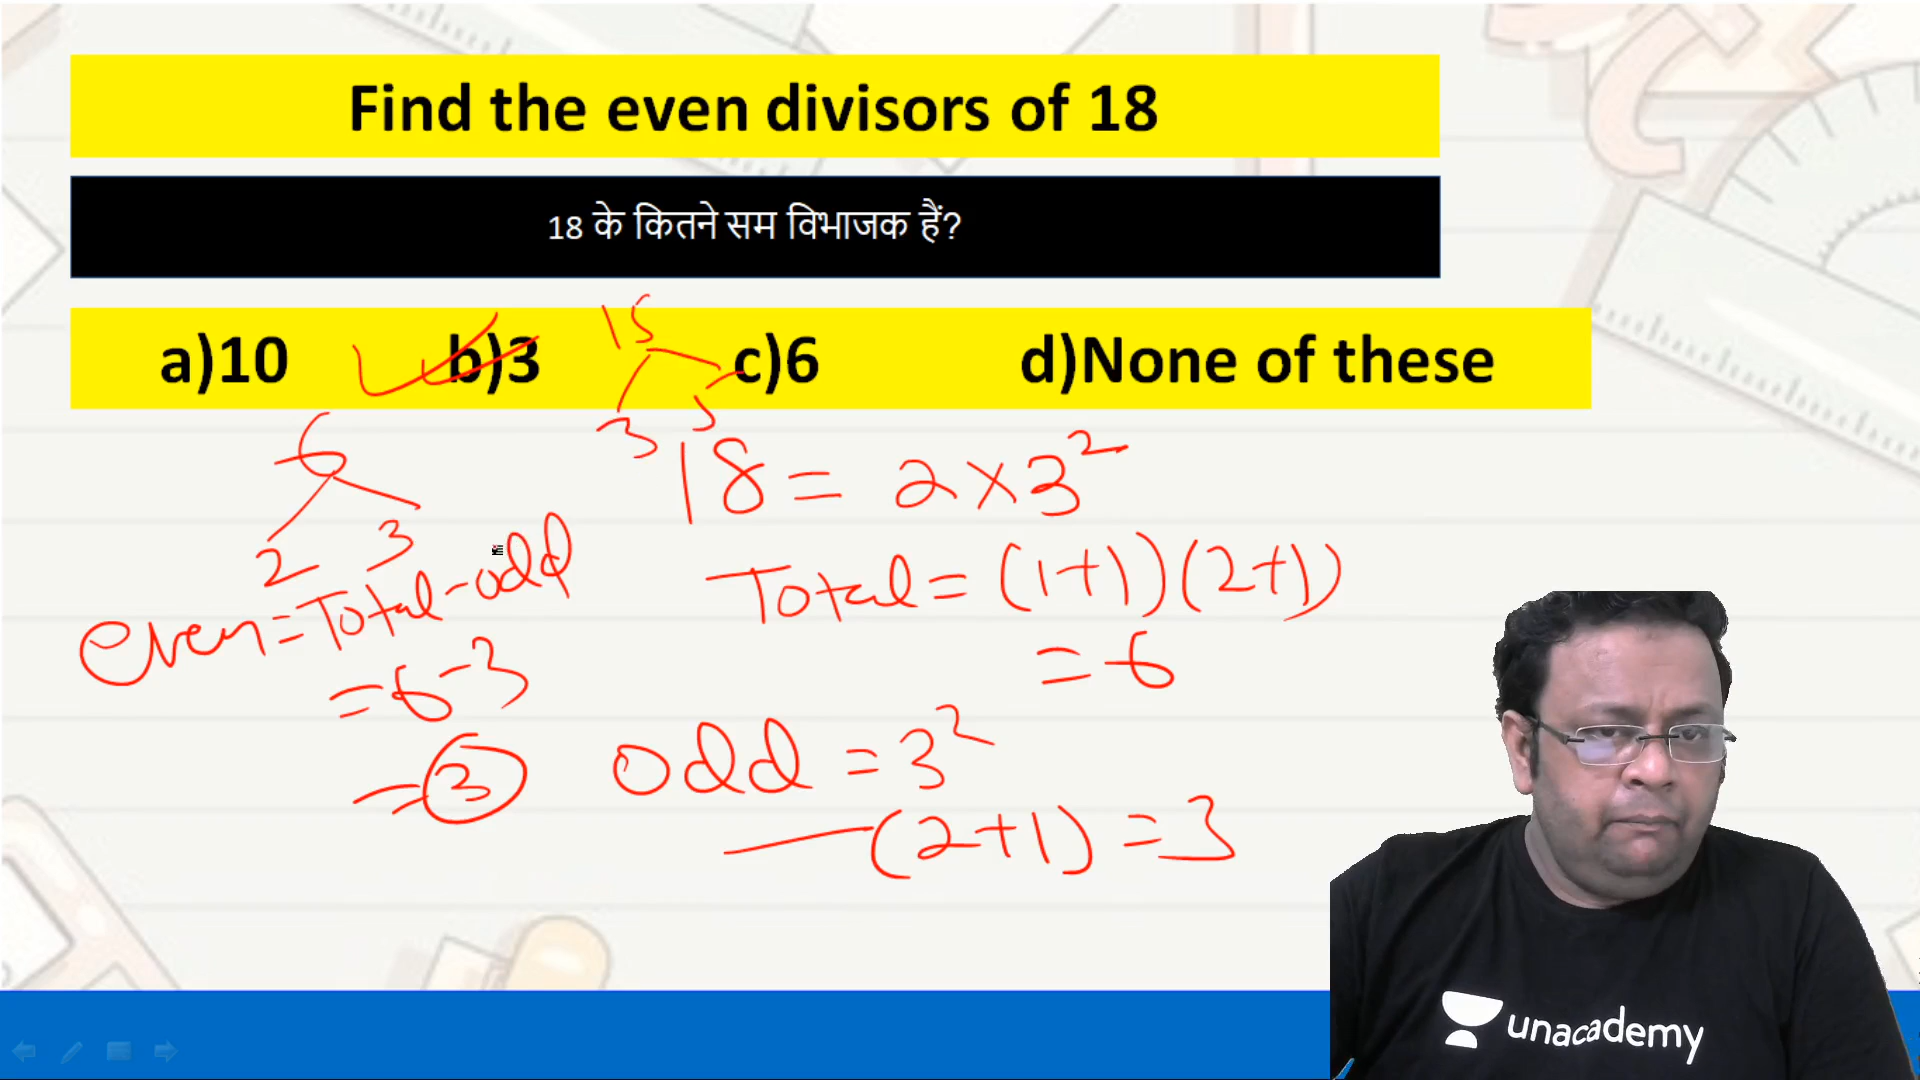 Find the even divisors of 18
18 के कितने सम विभाजक हैं?
a)10 b)3 c)6 d)None of these
15
3 5
6
2 3
18 = 2 × 3²
Total = (1+1)(2+1)
= 6
even = Total - odd
= 6 - 3
= 3
odd = 3²
(2+1) = 3
unacademy